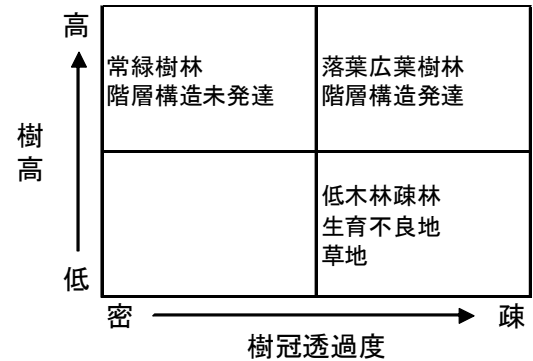 高
常緑樹林
階層構造未発達
落葉広葉樹林
階層構造発達
樹高
低木林疎林
生育不良地
草地
低
密
疎
樹冠透過度